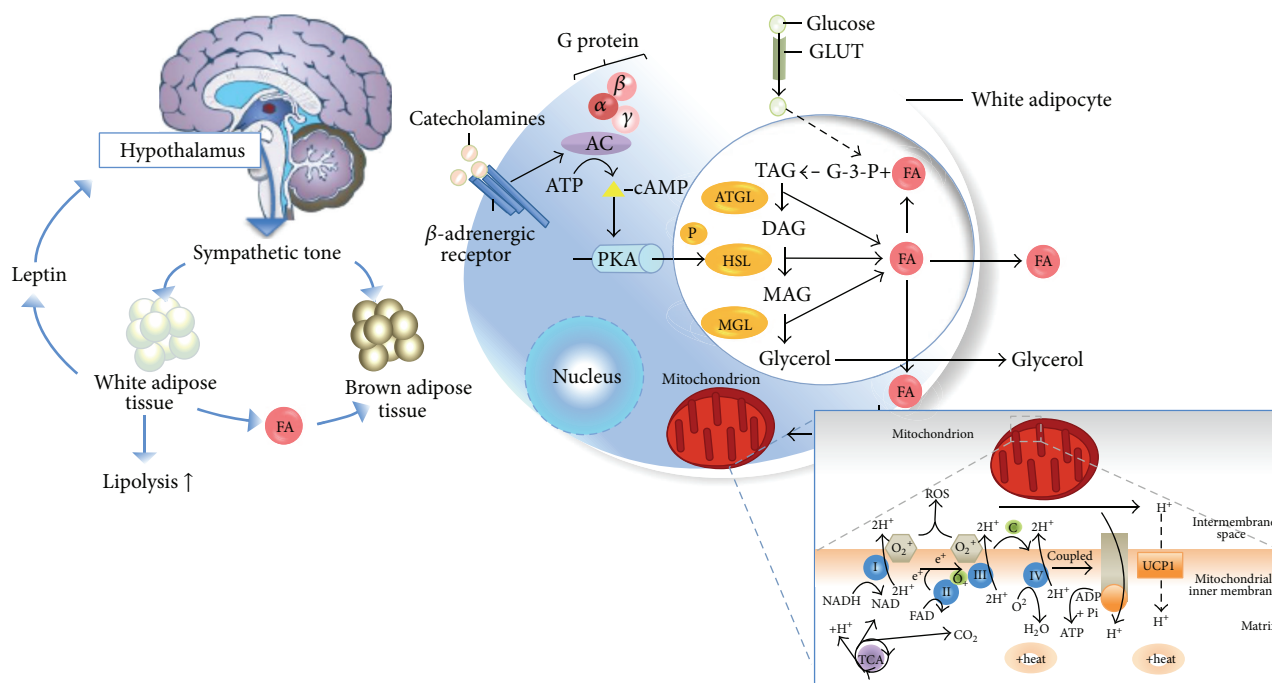 Hypothalamus
Sympathetic tone
Leptin
White adipose
tissue
Brown adipose
tissue
FA
Lipolysis ↑
G protein
β
α
γ
Catecholamines
AC
ATP
cAMP
β-adrenergic
receptor
PKA
Glucose
GLUT
White adipocyte
TAG
G-3-P+
FA
ATGL
DAG
P
HSL
FA
FA
MAG
MGL
Glycerol
Glycerol
Nucleus
Mitochondrion
FA
Mitochondrion
ROS
H⁺
Intermembrane
space
2H⁺
O₂⁺
O₂⁺
2H⁺
C
2H⁺
I
e⁺
III
IV
Coupled
UCP1
Mitochondrial
inner membran
e⁺
II
NADH
NAD
2H⁺
FAD
2H⁺
O²
2H⁺
ADP
+ Pi
H₂O
ATP
H⁺
H⁺
Matri
+H⁺
CO₂
TCA
+heat
+heat